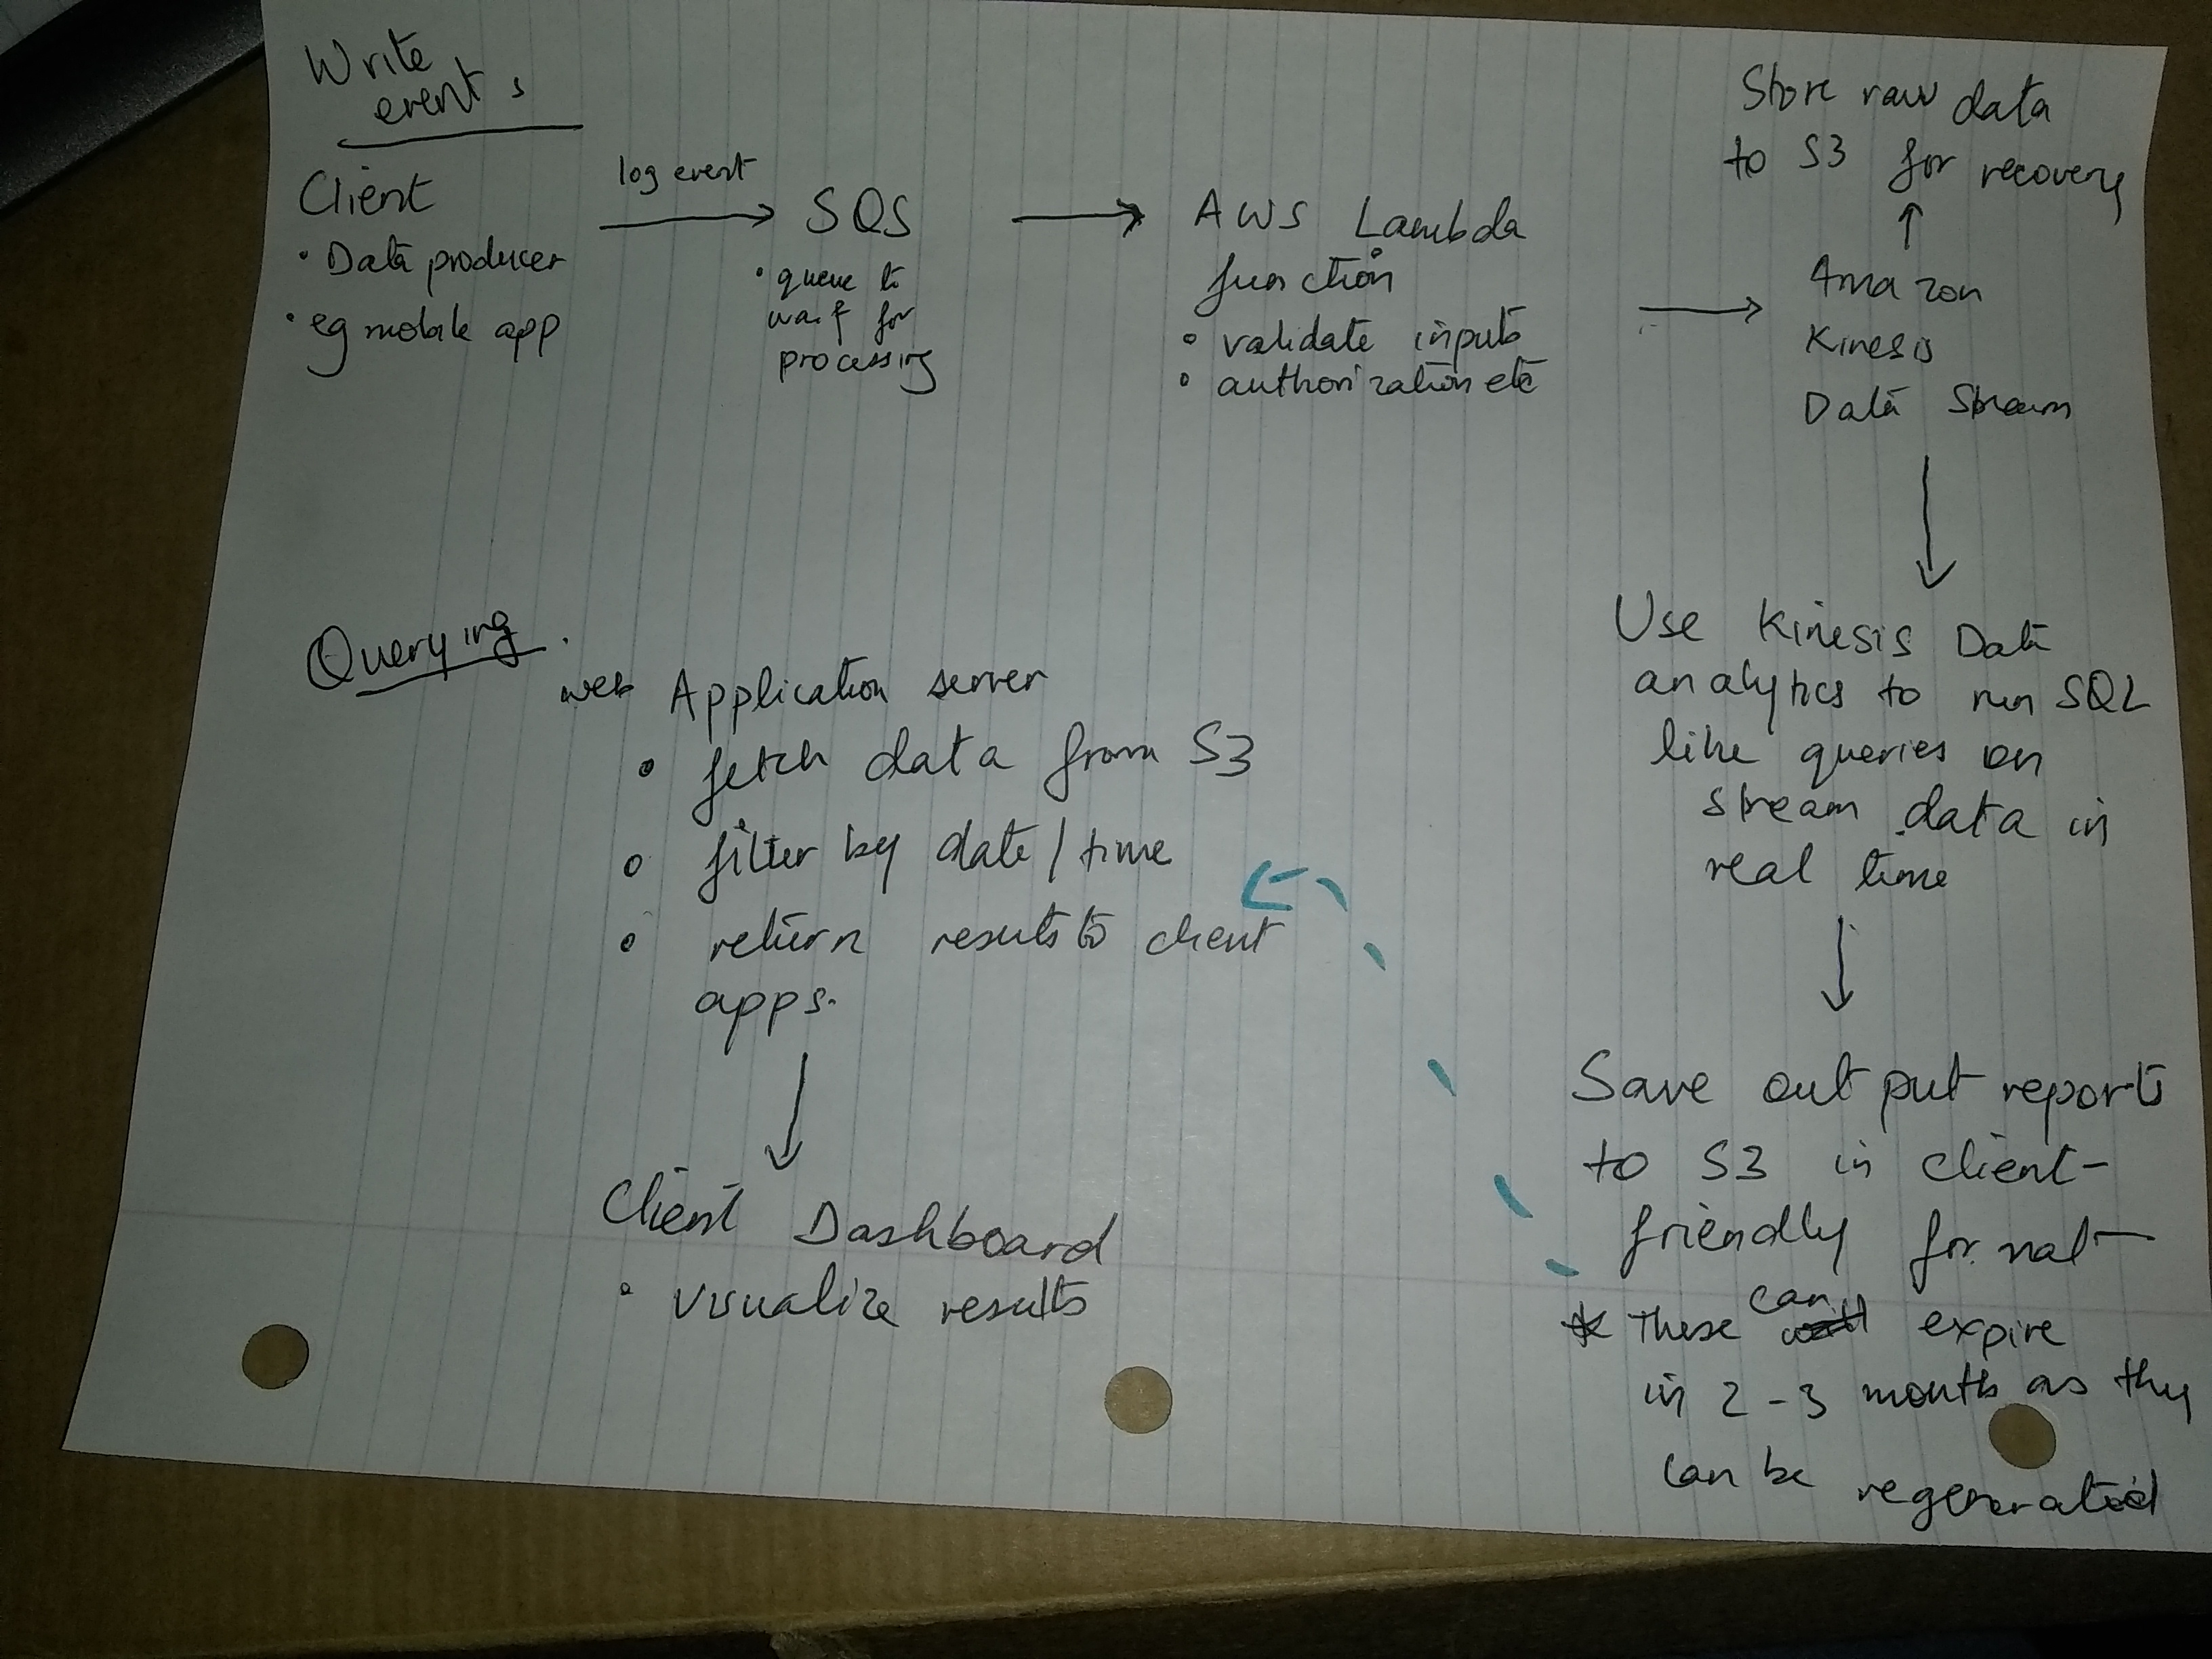 Write
events
Client
• Data producer
• eg mobile app
log event
SQS
• queue to
wait for
processing
AWS Lambda
function
• validate inputs
• authorization etc
Store raw data
to S3 for recovery
Amazon
Kinesis
Data Stream
Use Kinesis Data
analytics to run SQL
like queries on
stream data in
real time
Save output reports
to S3 in client-
friendly format
* These can expire
in 2-3 months as they
can be regenerated
Querying.
web Application server
• fetch data from S3
• filter by date/time
• return results to client
apps.
Client Dashboard
• visualize results